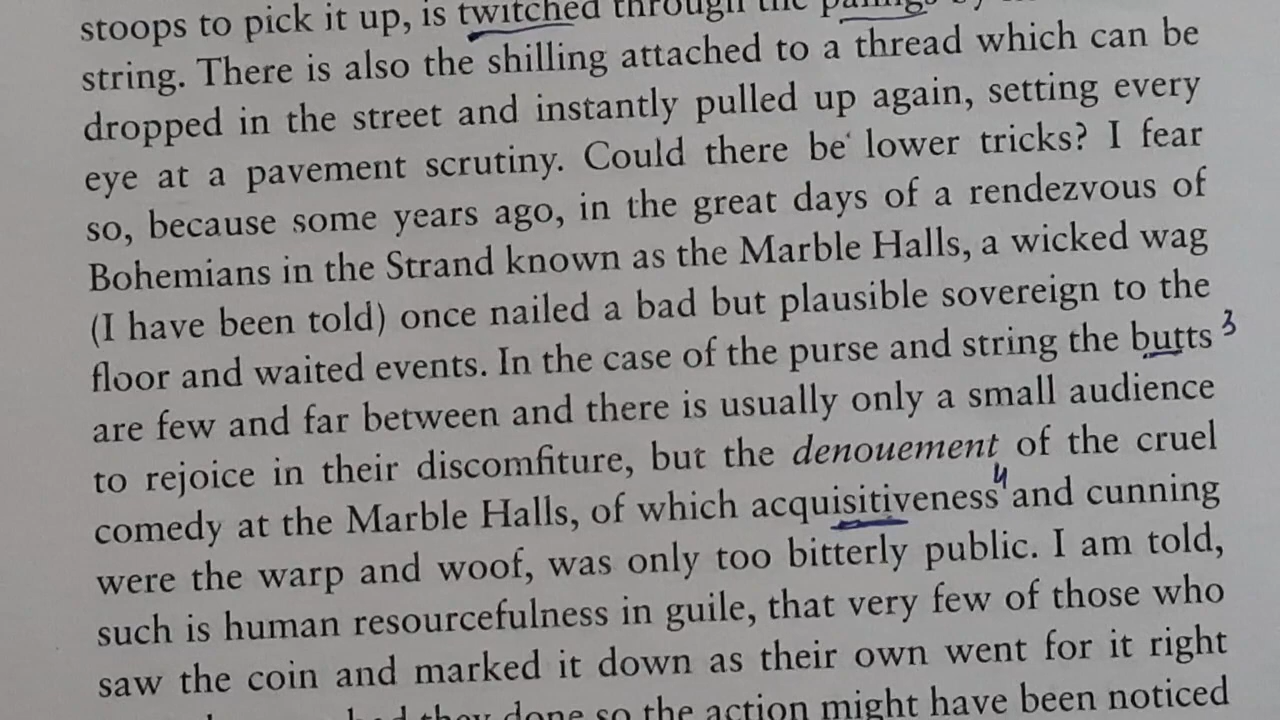 stoops to pick it up, is twitched through the palings by
string. There is also the shilling attached to a thread which can be
dropped in the street and instantly pulled up again, setting every
eye at a pavement scrutiny. Could there be lower tricks? I fear
so, because some years ago, in the great days of a rendezvous of
Bohemians in the Strand known as the Marble Halls, a wicked wag
(I have been told) once nailed a bad but plausible sovereign to the
floor and waited events. In the case of the purse and string the butts 3
are few and far between and there is usually only a small audience
to rejoice in their discomfiture, but the denouement of the cruel
comedy at the Marble Halls, of which acquisitiveness 4 and cunning
were the warp and woof, was only too bitterly public. I am told,
such is human resourcefulness in guile, that very few of those who
saw the coin and marked it down as their own went for it right
they done so the action might have been noticed